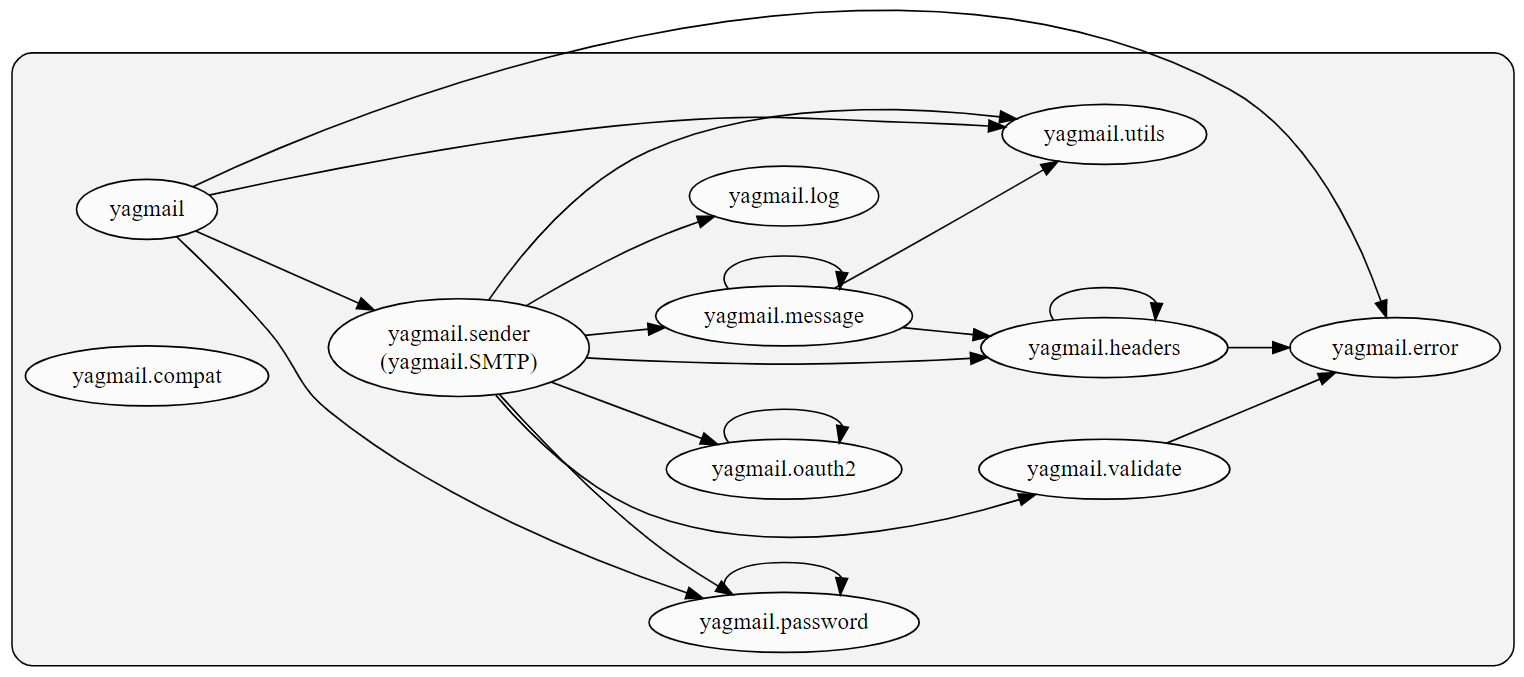 yagmail
yagmail.compat
yagmail.sender
(yagmail.SMTP)
yagmail.log
yagmail.message
yagmail.oauth2
yagmail.password
yagmail.utils
yagmail.headers
yagmail.validate
yagmail.error